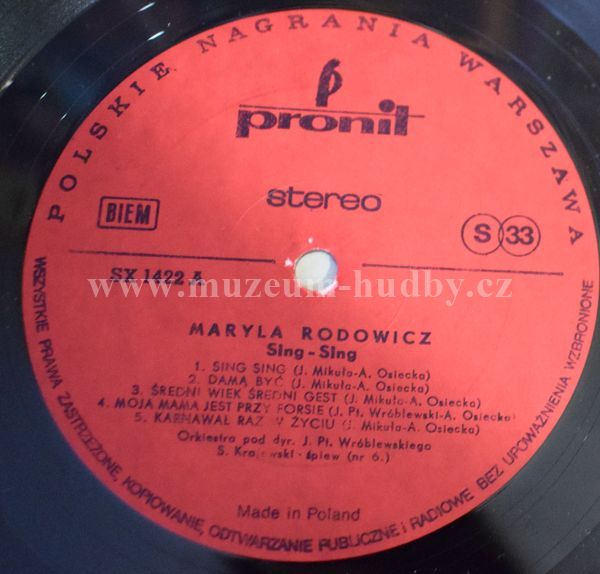 POLSKIE NAGRANIA WARSZAWA
pronit
stereo
BIEM
S 33
SX 1422 A
www.muzeum-hudby.cz
MARYLA RODOWICZ
Sing-Sing
1. SING SING (J. Mikuła-A. Osiecka)
2. DAMĄ BYĆ (J. Mikuła-A. Osiecka)
3. ŚREDNI WIEK ŚREDNI GEST (J. Mikuła-A. Osiecka)
4. MOJA MAMA JEST PRZY FORSIE (J. Pt. Wróblewski-A. Osiecka)
5. KARNAWAŁ RAZ W ŻYCIU (J. Mikuła-A. Osiecka)
Orkiestra pod dyr. J. Pt. Wróblewskiego
S. Krajewski - śpiew (nr 6.)
Made in Poland
WSZYSTKIE PRAWA ZASTRZEŻONE, KOPIOWANIE, ODTWARZANIE PUBLICZNE i RADIOWE BEZ UPOWAŻNIENIA WZBRONIONE